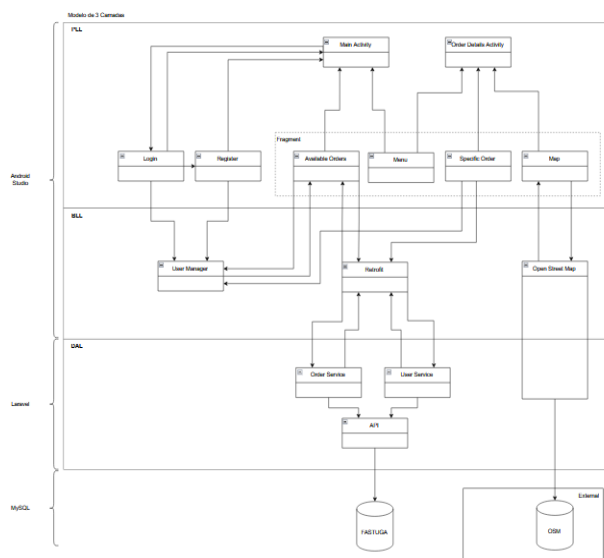 Modelo de 3 Camadas
PLL
Main Activity
Order Details Activity
Fragment
Login
Register
Available Orders
Menu
Specific Order
Map
Android
Studio
BLL
User Manager
Retrofit
Open Street Map
DAL
Order Service
User Service
Laravel
API
External
MySQL
FASTUGA
OSM